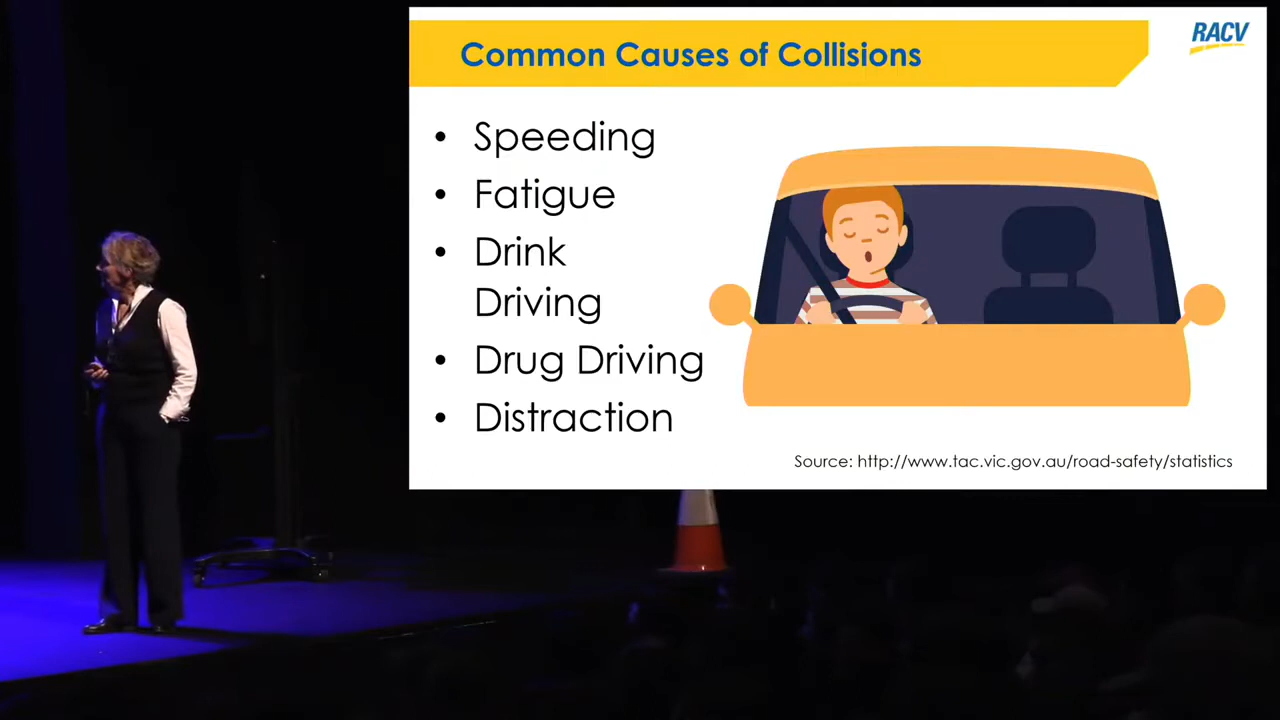 Common Causes of Collisions
RACV
• Speeding
• Fatigue
• Drink
Driving
• Drug Driving
• Distraction
Source: http://www.tac.vic.gov.au/road-safety/statistics